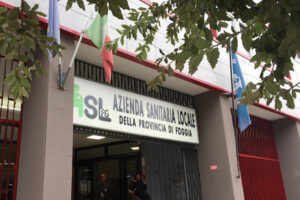 ASL FG
AZIENDA SANITARIA LOCALE
DELLA PROVINCIA DI FOGGIA